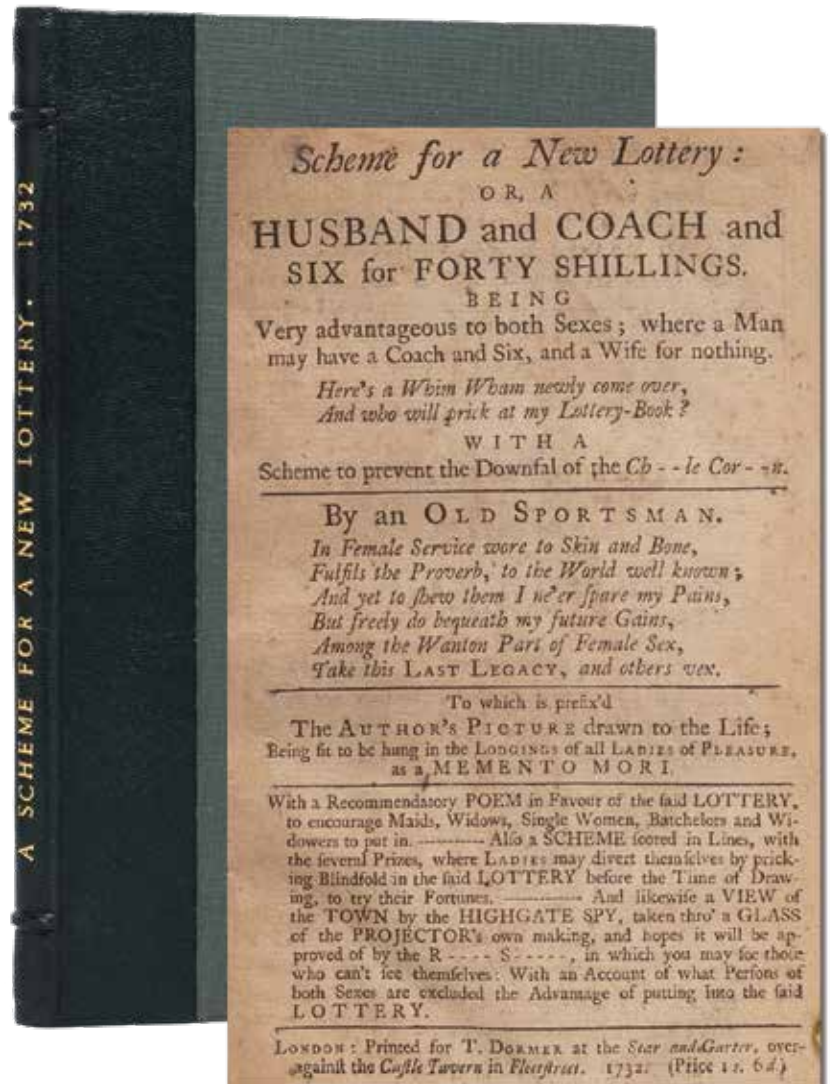 A SCHEME FOR A NEW LOTTERY. 1732
Scheme for a New Lottery:
OR, A
HUSBAND and COACH and
SIX for FORTY SHILLINGS.
BEING
Very advantageous to both Sexes; where a Man
may have a Coach and Six, and a Wife for nothing.
Here's a Whim Wham newly come over,
And who will prick at my Lottery-Book?
WITH A
Scheme to prevent the Downfal of the Ch--le Cor--n.
By an OLD SPORTSMAN.
In Female Service wore to Skin and Bone,
Fulfils the Proverb, to the World well known;
And yet to ſhew them I ne'er ſpare my Pains,
But freely do bequeath my future Gains,
Among the Wanton Part of Female Sex,
Take this LAST LEGACY, and others vex.
To which is prefix'd
The AUTHOR'S PICTURE drawn to the Life;
Being fit to be hung in the LODGINGS of all LADIES of PLEASURE,
as a MEMENTO MORI.
With a Recommendatory POEM in Favour of the ſaid LOTTERY,
to encourage Maids, Widows, Single Women, Batchelors and Wi-
dowers to put in. ——— Alſo a SCHEME ſcored in Lines, with
the ſeveral Prizes, where LADIES may divert themſelves by prick-
ing Blindfold in the ſaid LOTTERY before the Time of Draw-
ing, to try their Fortunes. ——— And likewiſe a VIEW of
the TOWN by the HIGHGATE SPY, taken thro' a GLASS
of the PROJECTOR's own making, and hopes it will be ap-
proved of by the R---- S-----, in which you may ſee thoſe
who can't ſee themſelves: With an Account of what Perſons of
both Sexes are excluded the Advantage of putting into the ſaid
LOTTERY.
LONDON: Printed for T. DORMER at the Star and Garter, over-
againſt the Caſtle Tavern in Fleetſtreet. 1732. (Price 1 s. 6 d.)